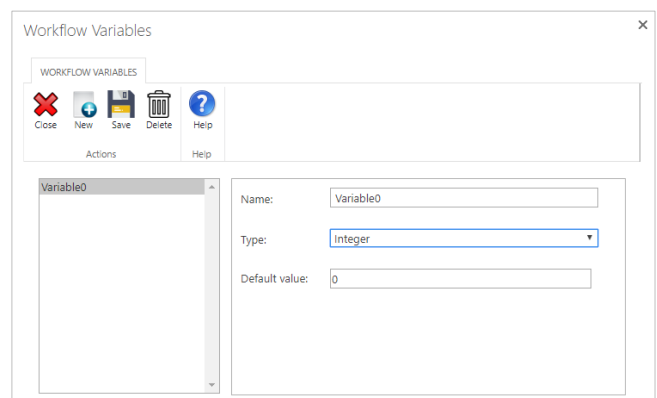 Workflow Variables
WORKFLOW VARIABLES
Close New Save Delete Help
Actions Help
Variable0
Name: Variable0
Type: Integer
Default value: 0